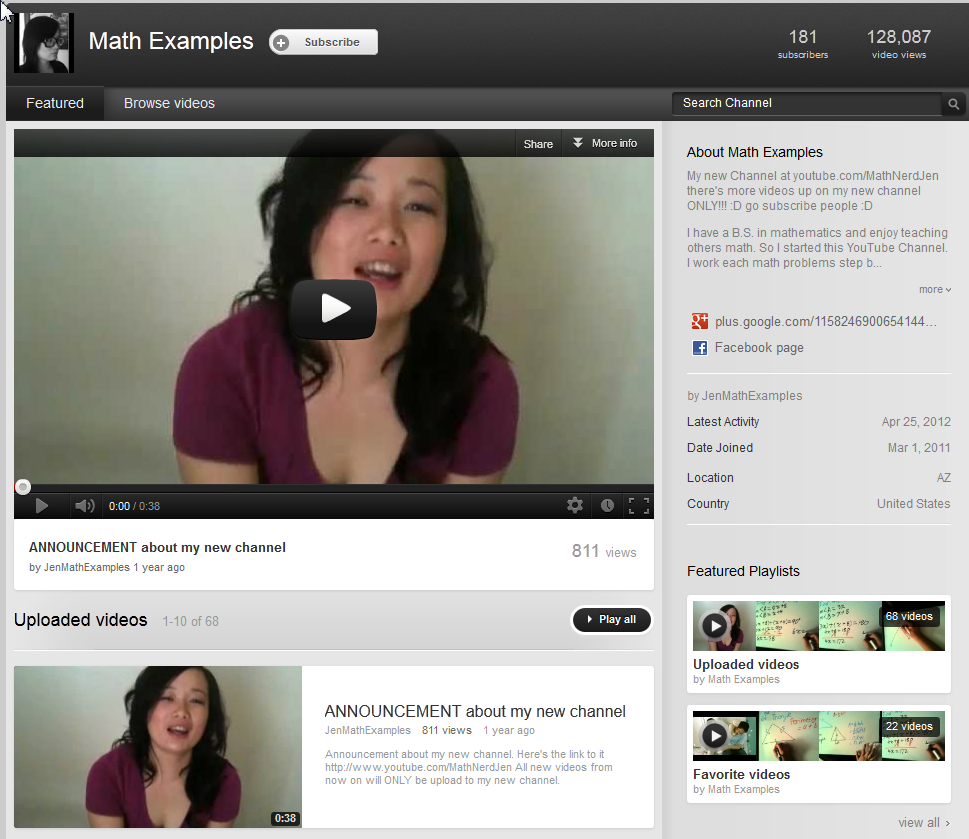 Math Examples
Subscribe
181
subscribers
128,087
video views
Featured
Browse videos
Search Channel
Share
More info
0:00 / 0:38
ANNOUNCEMENT about my new channel
by JenMathExamples 1 year ago
811 views
Uploaded videos 1-10 of 68
Play all
0:38
ANNOUNCEMENT about my new channel
JenMathExamples 811 views 1 year ago
Announcement about my new channel. Here's the link to it
http://www.youtube.com/MathNerdJen All new videos from
now on will ONLY be upload to my new channel.
About Math Examples
My new Channel at youtube.com/MathNerdJen
there's more videos up on my new channel
ONLY!!! :D go subscribe people :D
I have a B.S. in mathematics and enjoy teaching
others math. So I started this YouTube Channel.
I work each math problems step b...
more
plus.google.com/1158246900654144...
Facebook page
by JenMathExamples
Latest Activity Apr 25, 2012
Date Joined Mar 1, 2011
Location AZ
Country United States
Featured Playlists
68 videos
Uploaded videos
by Math Examples
22 videos
Favorite videos
by Math Examples
view all